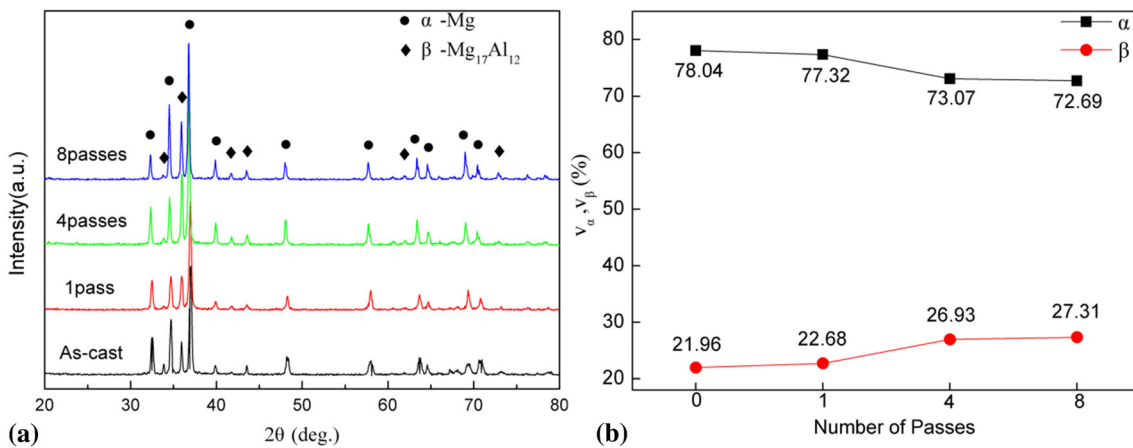 ● α -Mg
◆ β -Mg₁₇Al₁₂
8passes
4passes
1pass
As-cast
Intensity(a.u.)
20 30 40 50 60 70 80
2θ (deg.)
(a)
α
β
80
70
60
50
40
30
20
vα,vβ (%)
78.04 77.32 73.07 72.69
21.96 22.68 26.93 27.31
0 1 4 8
Number of Passes
(b)